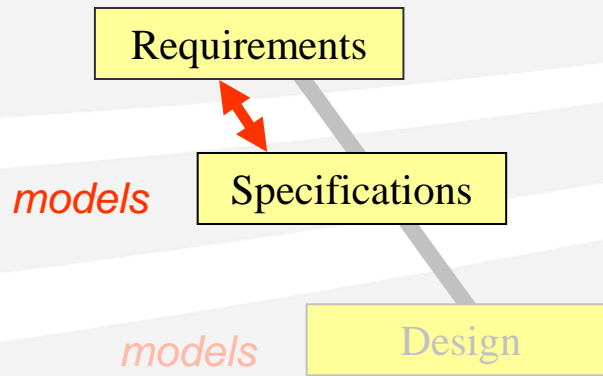 Requirements
models
Specifications
models
Design